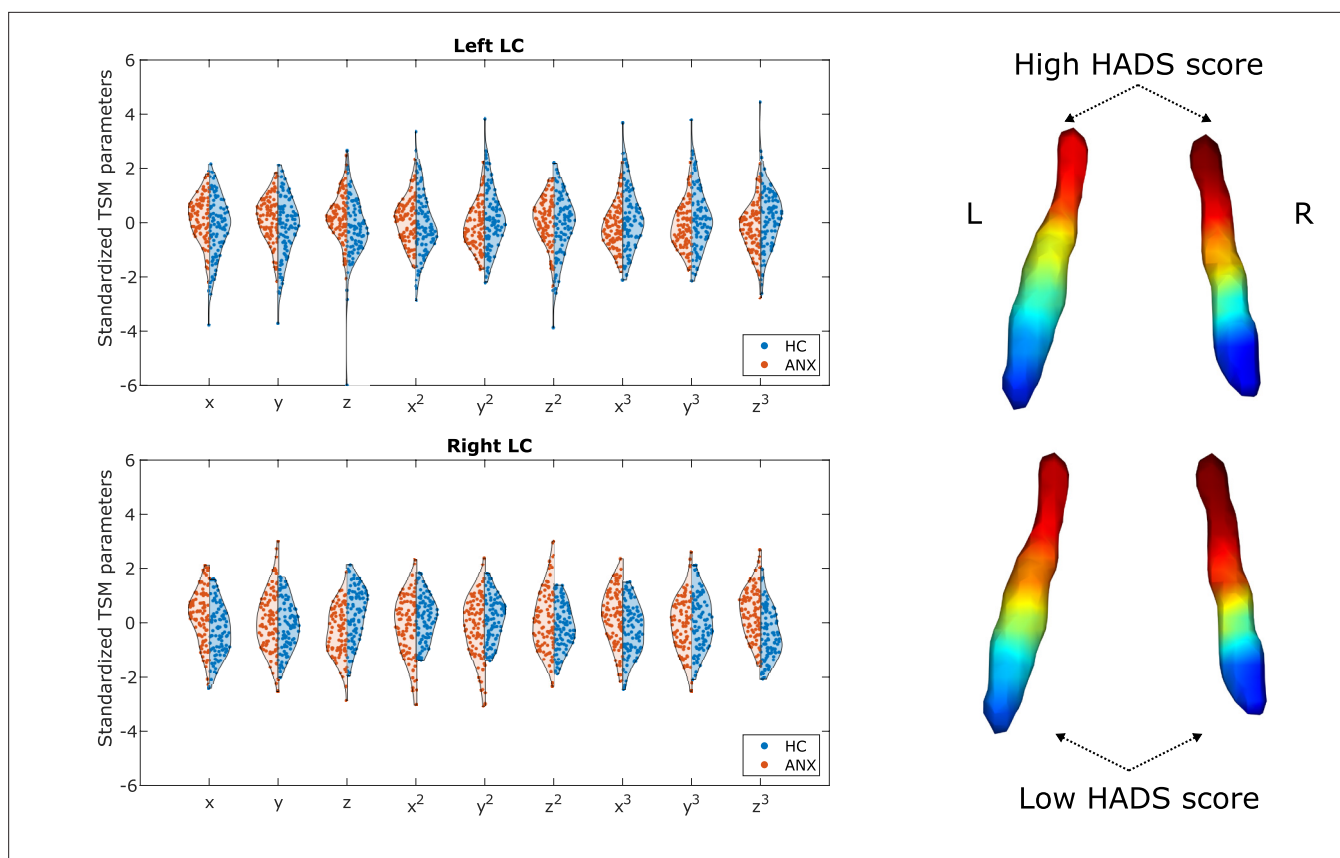 Left LC
Standardized TSM parameters
6
4
2
0
-2
-4
-6
x y z x² y² z² x³ y³ z³
HC
ANX
Right LC
Standardized TSM parameters
6
4
2
0
-2
-4
-6
x y z x² y² z² x³ y³ z³
HC
ANX
High HADS score
L R
Low HADS score